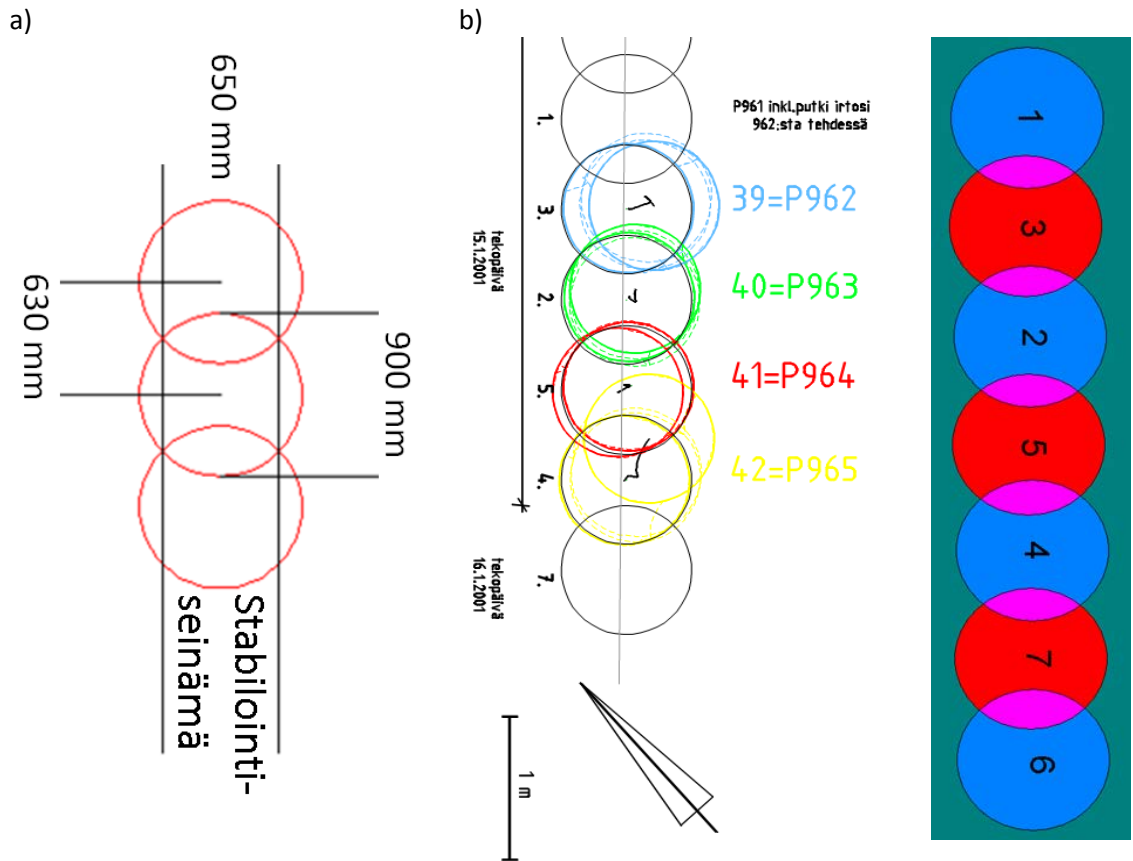 a)
650 mm
630 mm
900 mm
Stabilointi-
seinämä
b)
P961 inkl.putki irtosi
962:sta tehdessä
1.
3.
39=P962
tekopäivä
15.1.2001
2.
40=P963
5.
41=P964
4.
42=P965
tekopäivä
16.1.2001
7.
1 m
1
3
2
5
4
7
6